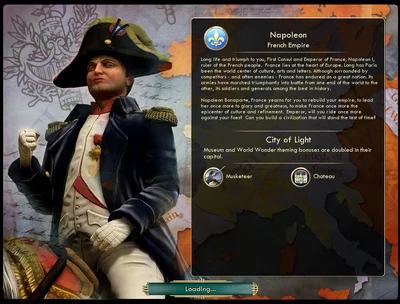 Napoleon
French Empire
Long life and triumph to you, First Consul and Emperor of France, Napoleon I,
ruler of the French people. France lies at the heart of Europe. Long has Paris
been the world center of culture, arts and letters. Although surrounded by
competitors - and often enemies - France has endured as a great nation. Its
armies have marched triumphantly into battle from one end of the world to the
other, its soldiers and generals among the best in history.
Napoleon Bonaparte, France yearns for you to rebuild your empire, to lead
her once more to glory and greatness, to make France once more the
epicenter of culture and refinement. Emperor, will you ride once more
against your foes? Can you build a civilization that will stand the test of time?
City of Light
Museum and World Wonder theming bonuses are doubled in their
capital.
Musketeer
Chateau
Loading...